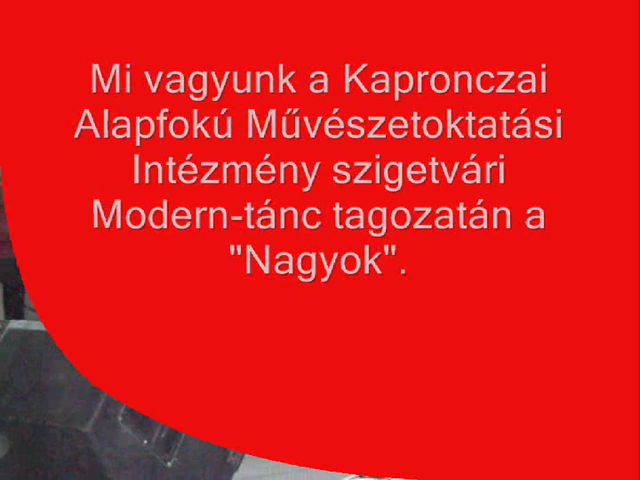 Mi vagyunk a Kapronczai
Alapfokú Művészetoktatási
Intézmény szigetvári
Modern-tánc tagozatán a
"Nagyok".